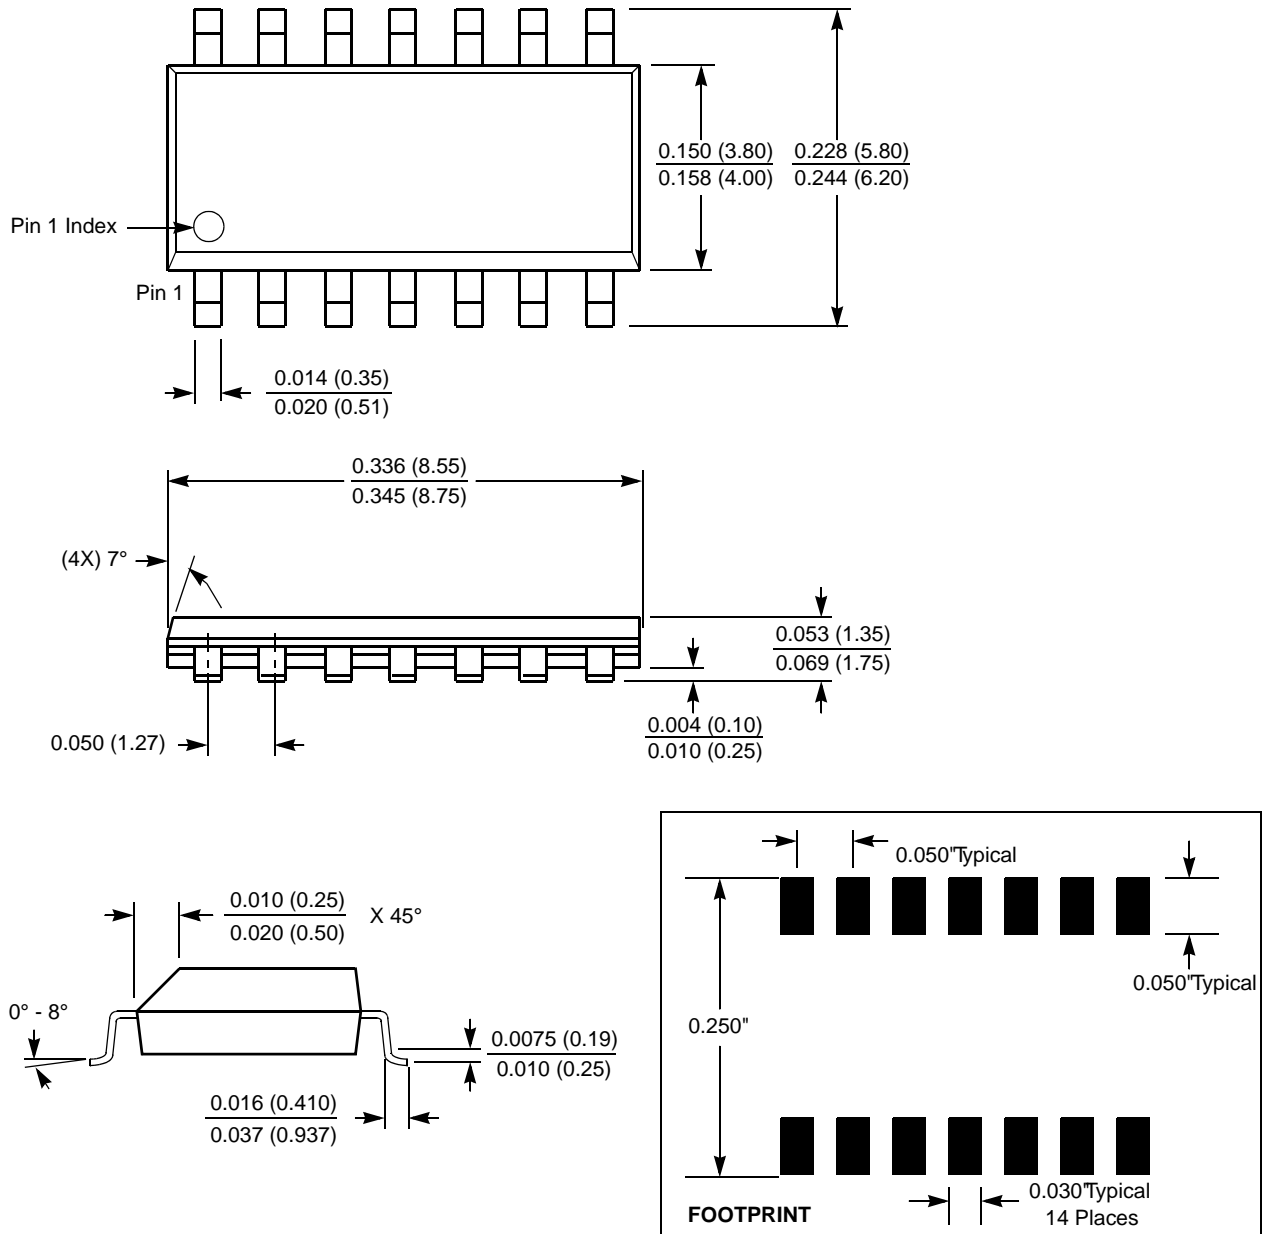 0.150 (3.80)
0.158 (4.00)
0.228 (5.80)
0.244 (6.20)
Pin 1 Index
Pin 1
0.014 (0.35)
0.020 (0.51)
0.336 (8.55)
0.345 (8.75)
(4X) 7°
0.053 (1.35)
0.069 (1.75)
0.004 (0.10)
0.010 (0.25)
0.050 (1.27)
0.050"Typical
0.010 (0.25)
0.020 (0.50)
X 45°
0.050"Typical
0° - 8°
0.250"
0.0075 (0.19)
0.010 (0.25)
0.016 (0.410)
0.037 (0.937)
0.030"Typical
14 Places
FOOTPRINT